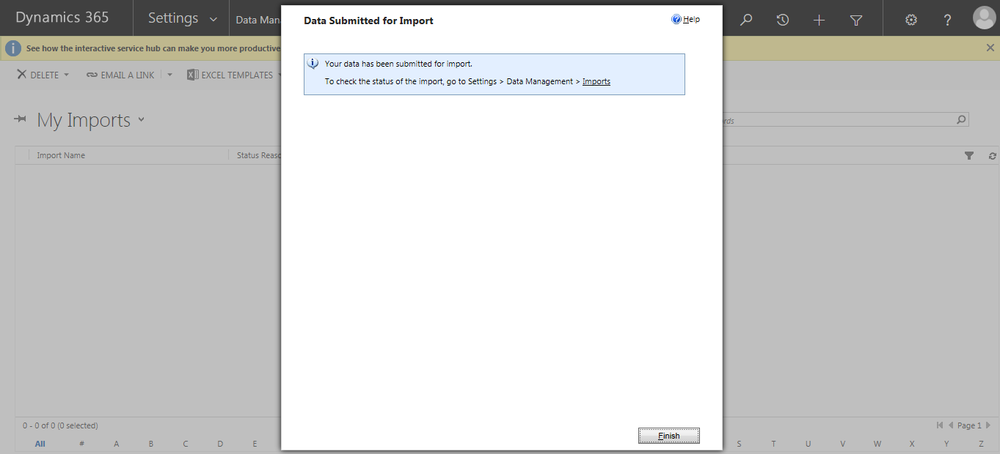 Dynamics 365
Settings
Data Man
?
See how the interactive service hub can make you more productive
DELETE
EMAIL A LINK
EXCEL TEMPLATES
My Imports
Import Name
Status Reaso
ords
Data Submitted for Import
Help
Your data has been submitted for import.
To check the status of the import, go to Settings > Data Management > Imports
Finish
0 - 0 of 0 (0 selected)
Page 1
All # A B C D E S T U V W X Y Z